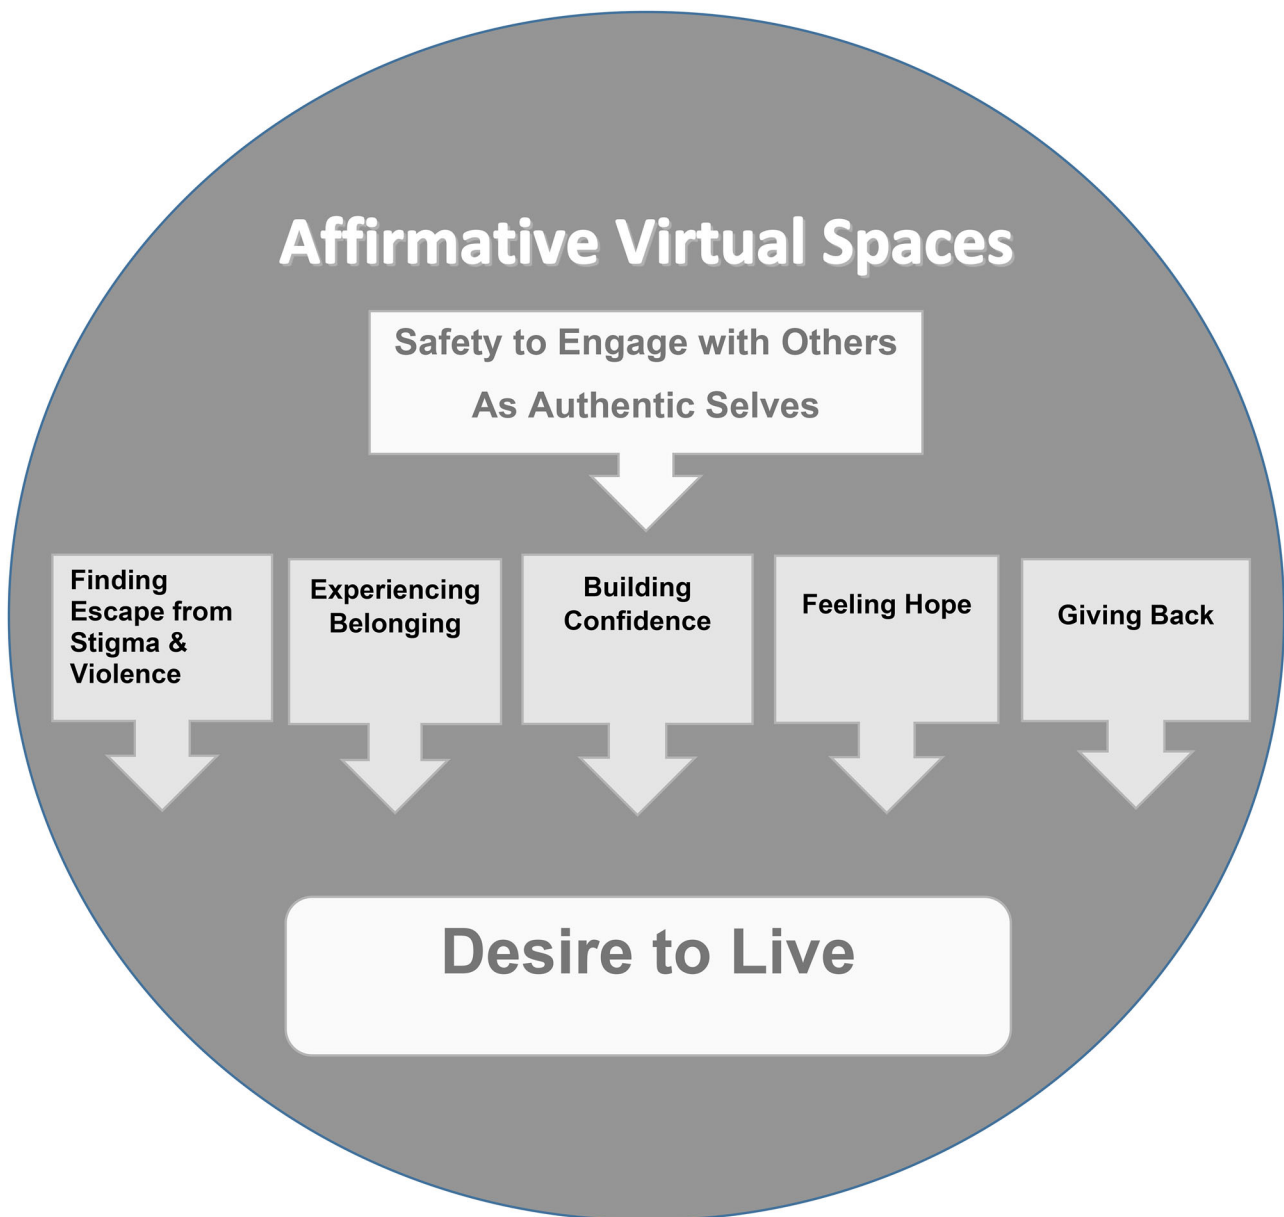 Affirmative Virtual Spaces
Safety to Engage with Others
As Authentic Selves
Finding
Escape from
Stigma &
Violence
Experiencing
Belonging
Building
Confidence
Feeling Hope
Giving Back
Desire to Live